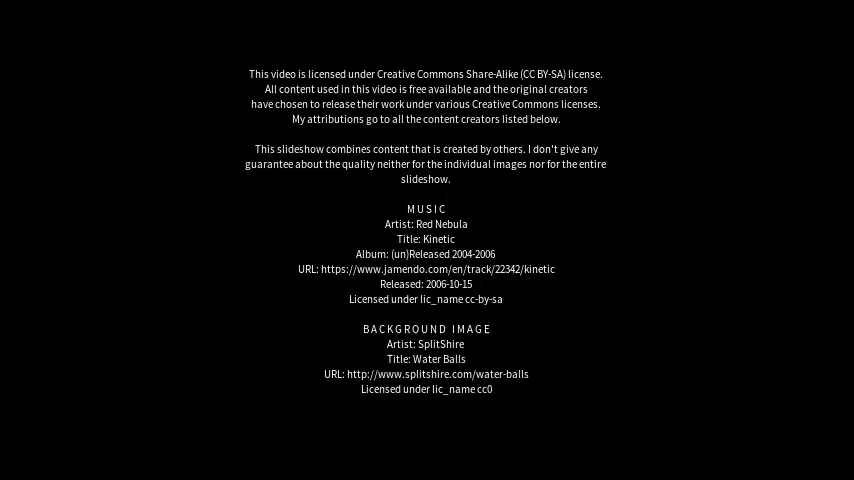 This video is licensed under Creative Commons Share-Alike (CC BY-SA) license.
All content used in this video is free available and the original creators
have chosen to release their work under various Creative Commons licenses.
My attributions go to all the content creators listed below.
This slideshow combines content that is created by others. I don't give any
guarantee about the quality neither for the individual images nor for the entire
slideshow.
MUSIC
Artist: Red Nebula
Title: Kinetic
Album: (un)Released 2004-2006
URL: https://www.jamendo.com/en/track/22342/kinetic
Released: 2006-10-15
Licensed under lic_name cc-by-sa
BACKGROUND IMAGE
Artist: SplitShire
Title: Water Balls
URL: http://www.splitshire.com/water-balls
Licensed under lic_name cc0